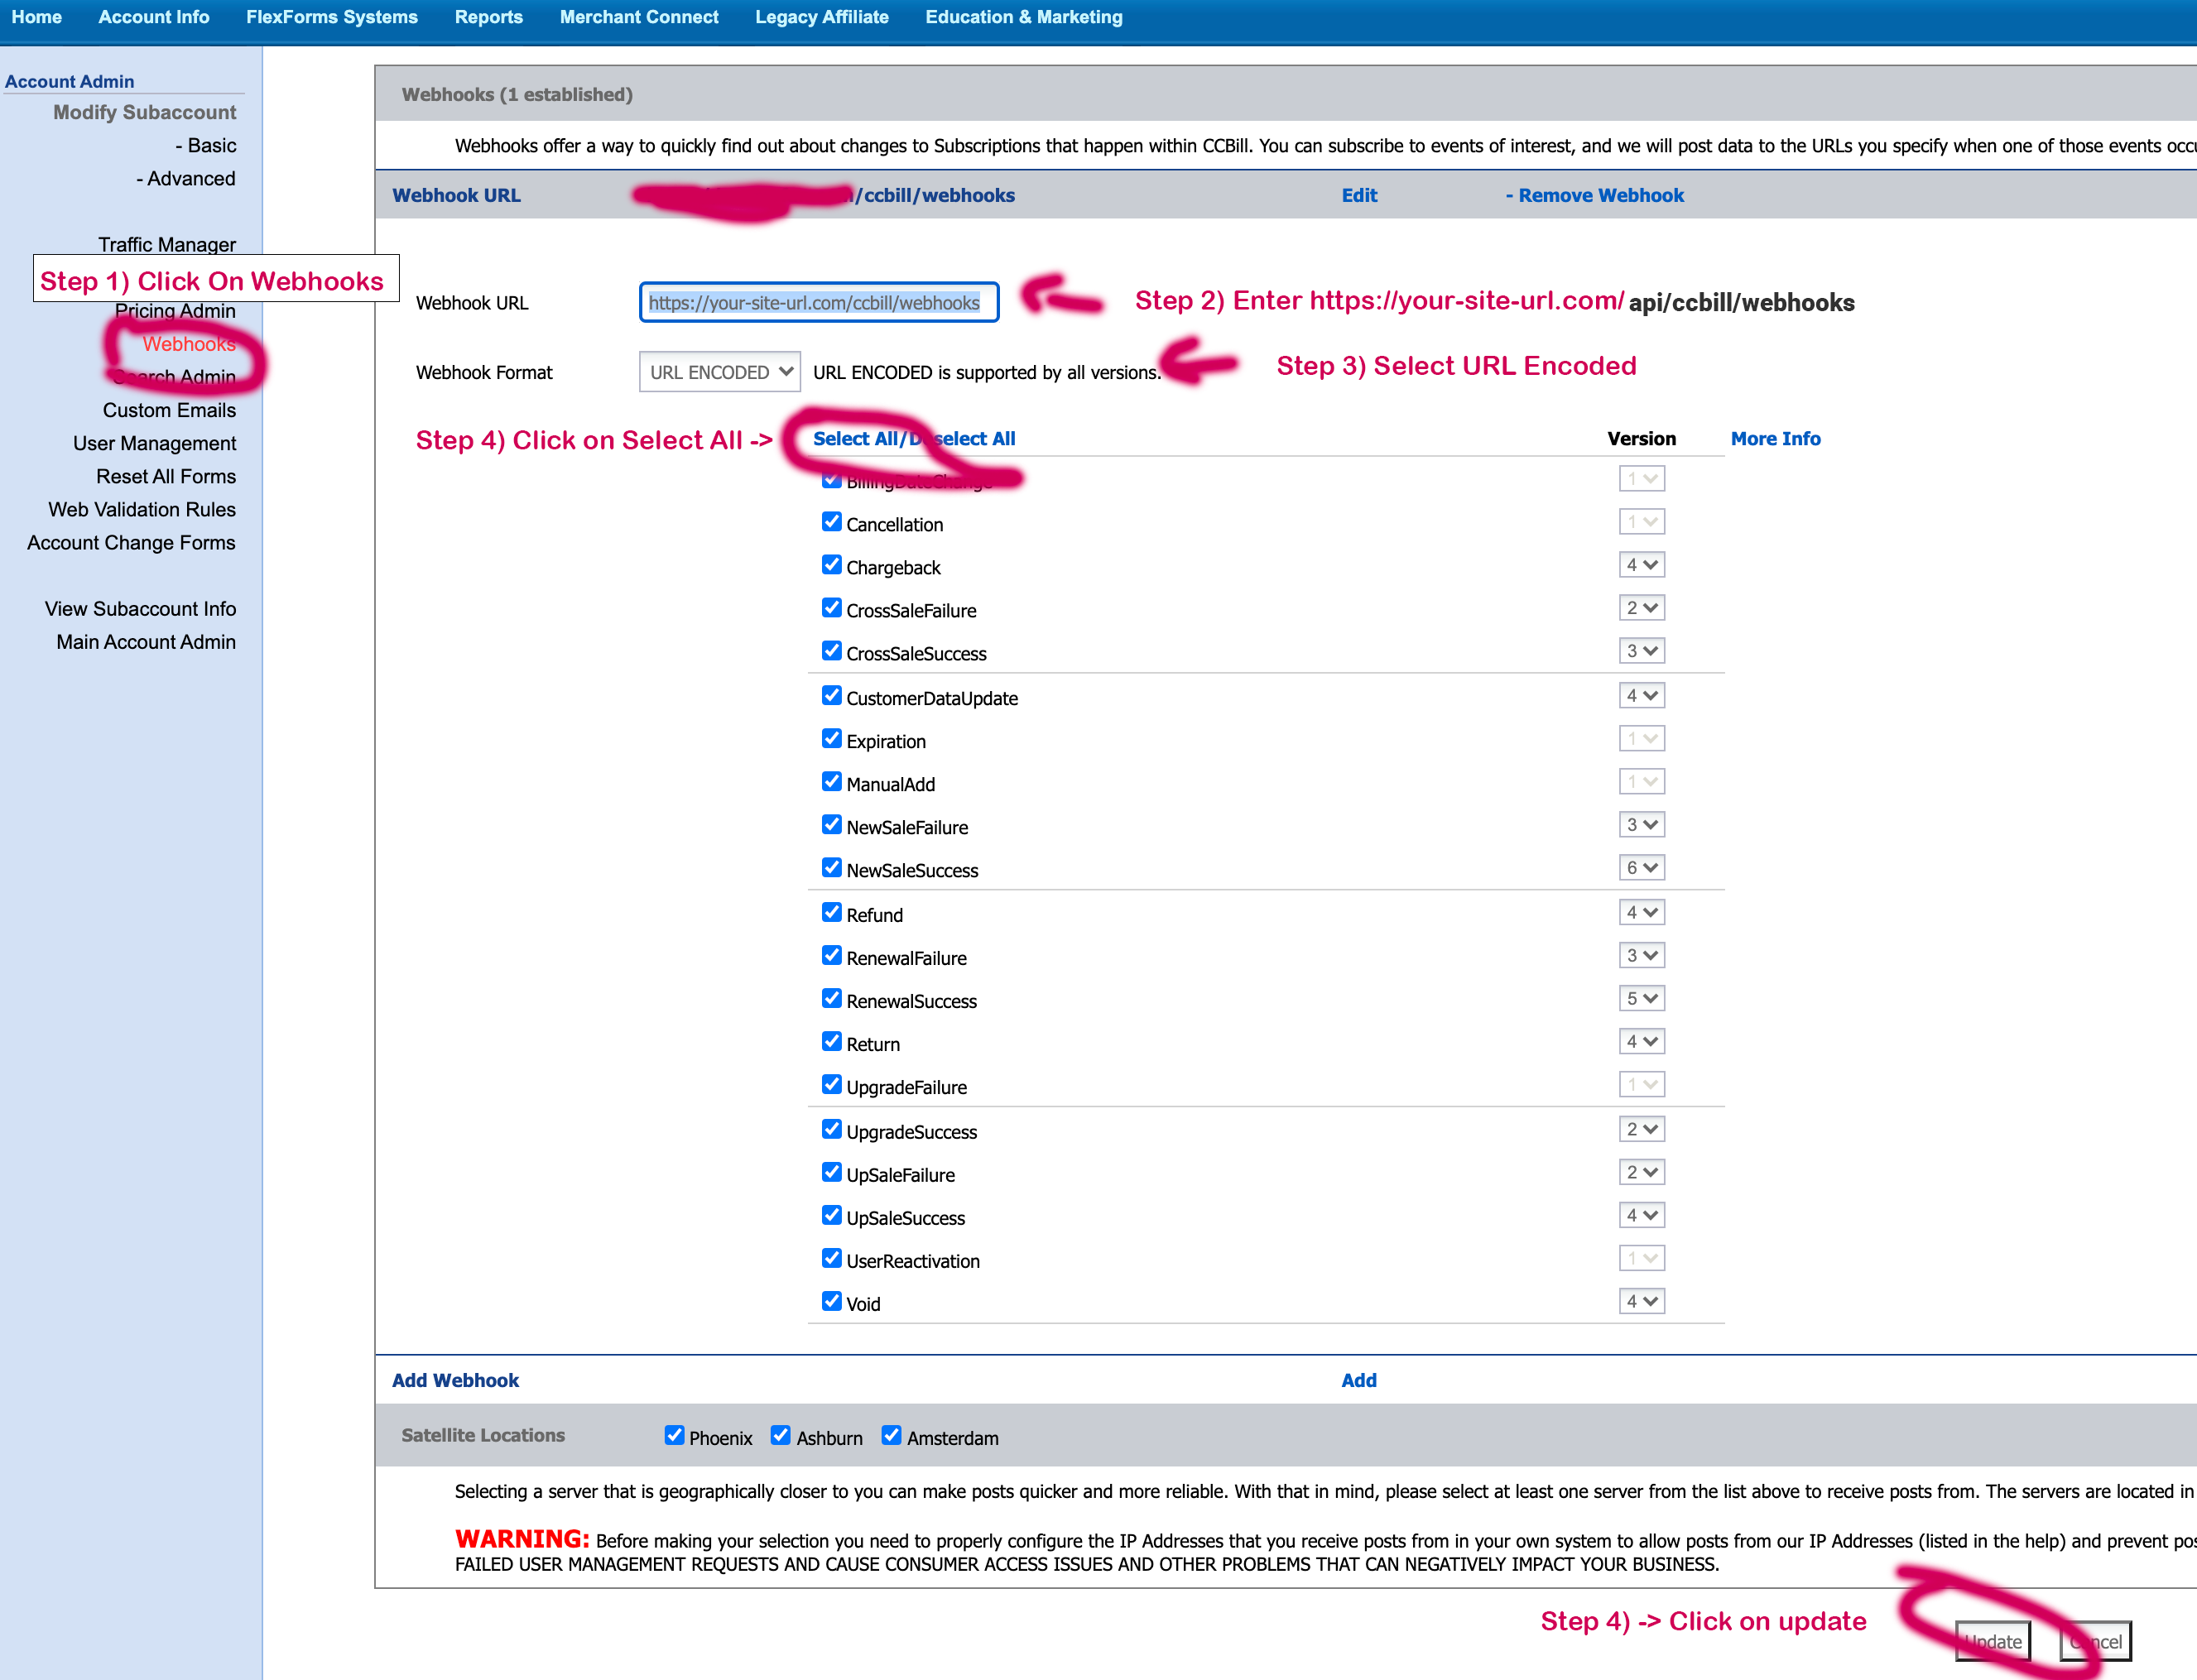 Home Account Info FlexForms Systems Reports Merchant Connect Legacy Affiliate Education & Marketing
Account Admin
Modify Subaccount
- Basic
- Advanced
Traffic Manager
Step 1) Click On Webhooks
Pricing Admin
Webhooks
Search Admin
Custom Emails
User Management
Reset All Forms
Web Validation Rules
Account Change Forms
View Subaccount Info
Main Account Admin
Webhooks (1 established)
Webhooks offer a way to quickly find out about changes to Subscriptions that happen within CCBill. You can subscribe to events of interest, and we will post data to the URLs you specify when one of those events occu
Webhook URL /ccbill/webhooks Edit - Remove Webhook
Webhook URL https://your-site-url.com/ccbill/webhooks Step 2) Enter https://your-site-url.com/ api/ccbill/webhooks
Webhook Format URL ENCODED URL ENCODED is supported by all versions. Step 3) Select URL Encoded
Step 4) Click on Select All -> Select All/Deselect All Version More Info
BillingDateChange 1
Cancellation 1
Chargeback 4
CrossSaleFailure 2
CrossSaleSuccess 3
CustomerDataUpdate 4
Expiration 1
ManualAdd 1
NewSaleFailure 3
NewSaleSuccess 6
Refund 4
RenewalFailure 3
RenewalSuccess 5
Return 4
UpgradeFailure 1
UpgradeSuccess 2
UpSaleFailure 2
UpSaleSuccess 4
UserReactivation 1
Void 4
Add Webhook Add
Satellite Locations Phoenix Ashburn Amsterdam
Selecting a server that is geographically closer to you can make posts quicker and more reliable. With that in mind, please select at least one server from the list above to receive posts from. The servers are located in
WARNING: Before making your selection you need to properly configure the IP Addresses that you receive posts from in your own system to allow posts from our IP Addresses (listed in the help) and prevent pos
FAILED USER MANAGEMENT REQUESTS AND CAUSE CONSUMER ACCESS ISSUES AND OTHER PROBLEMS THAT CAN NEGATIVELY IMPACT YOUR BUSINESS.
Step 4) -> Click on update
Update Cancel